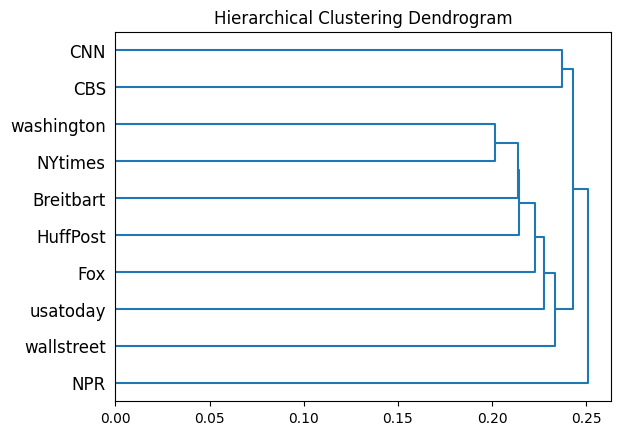 Hierarchical Clustering Dendrogram
CNN
CBS
washington
NYtimes
Breitbart
HuffPost
Fox
usatoday
wallstreet
NPR
0.00 0.05 0.10 0.15 0.20 0.25